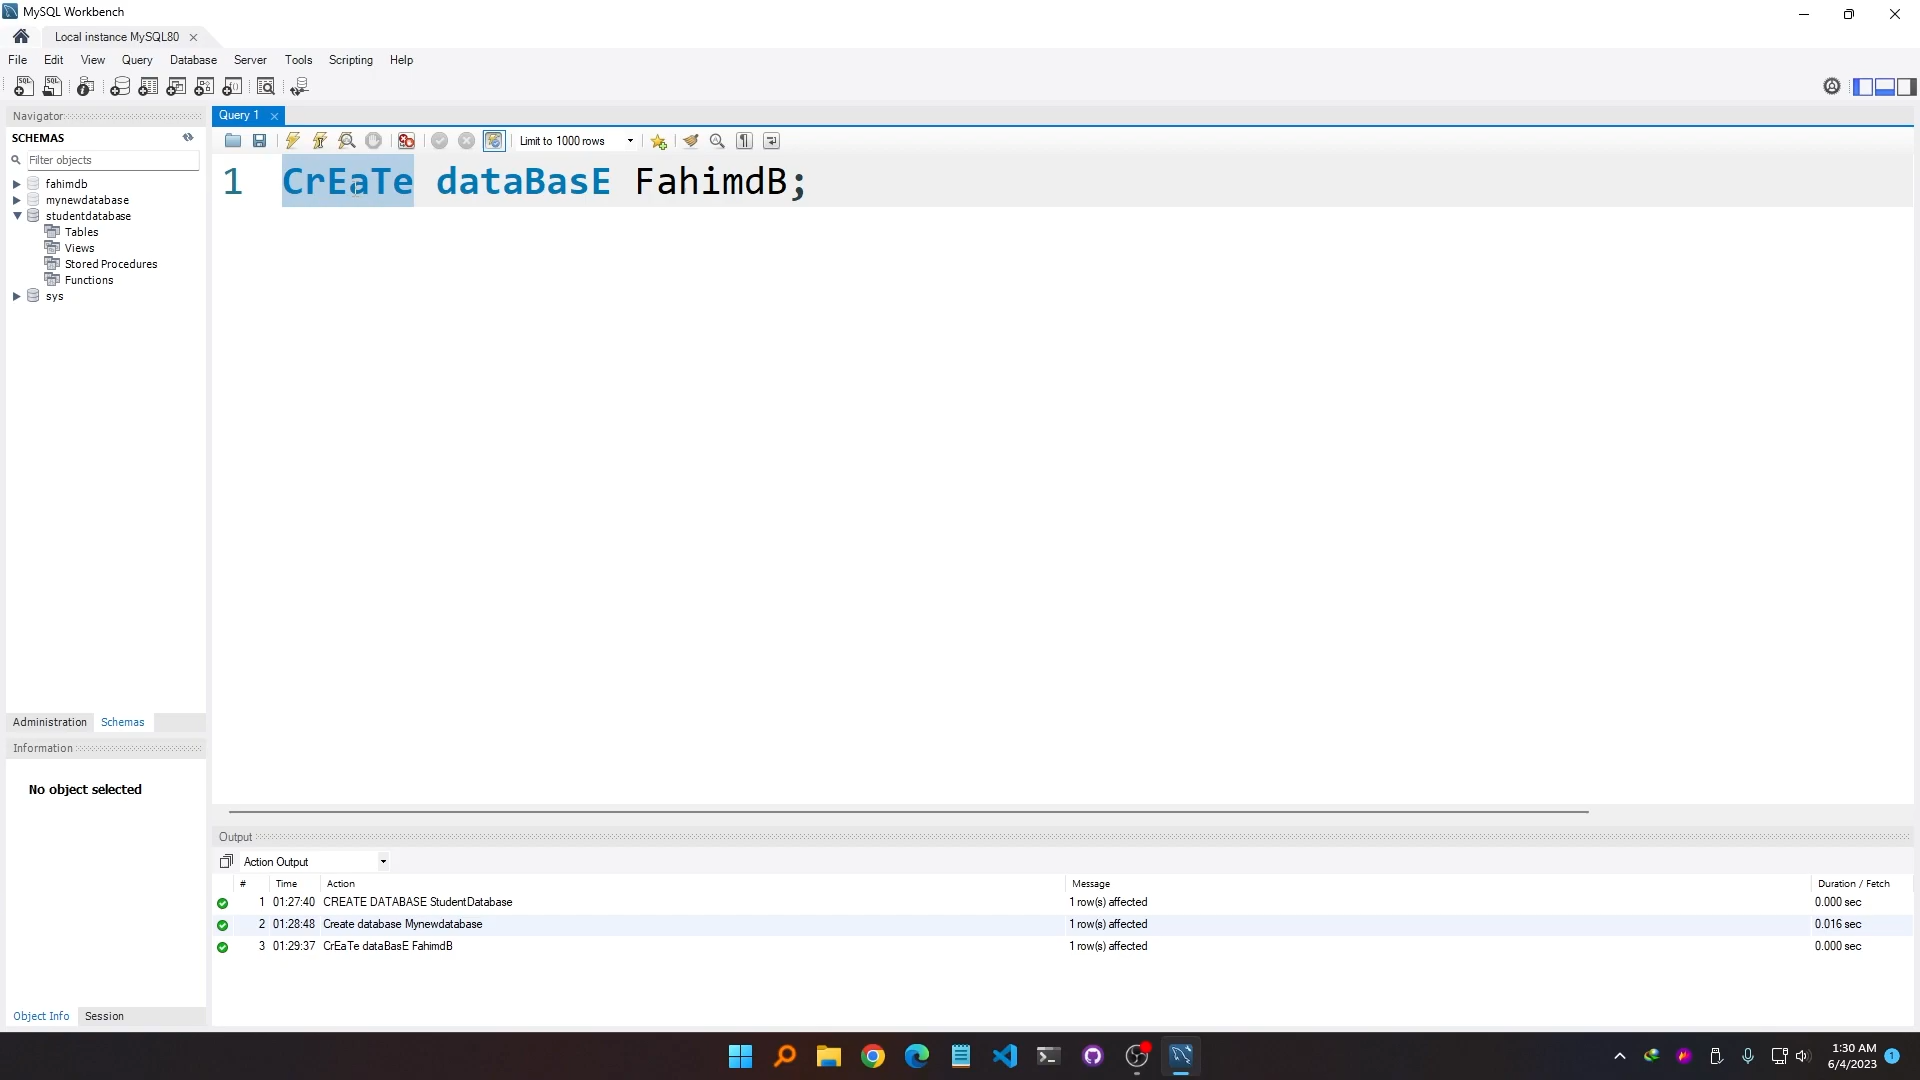 MySQL Workbench
Local instance MySQL80
File Edit View Query Database Server Tools Scripting Help
Navigator
SCHEMAS
Filter objects
fahimdb
mynewdatabase
studentdatabase
Tables
Views
Stored Procedures
Functions
sys
Administration Schemas
Information
No object selected
Object Info Session
Query 1
Limit to 1000 rows
1 CrEaTe dataBasE FahimdB;
Output
Action Output
# Time Action Message Duration / Fetch
1 01:27:40 CREATE DATABASE StudentDatabase 1 row(s) affected 0.000 sec
2 01:28:48 Create database Mynewdatabase 1 row(s) affected 0.016 sec
3 01:29:37 CrEaTe dataBasE FahimdB 1 row(s) affected 0.000 sec
1:30 AM
6/4/2023
1